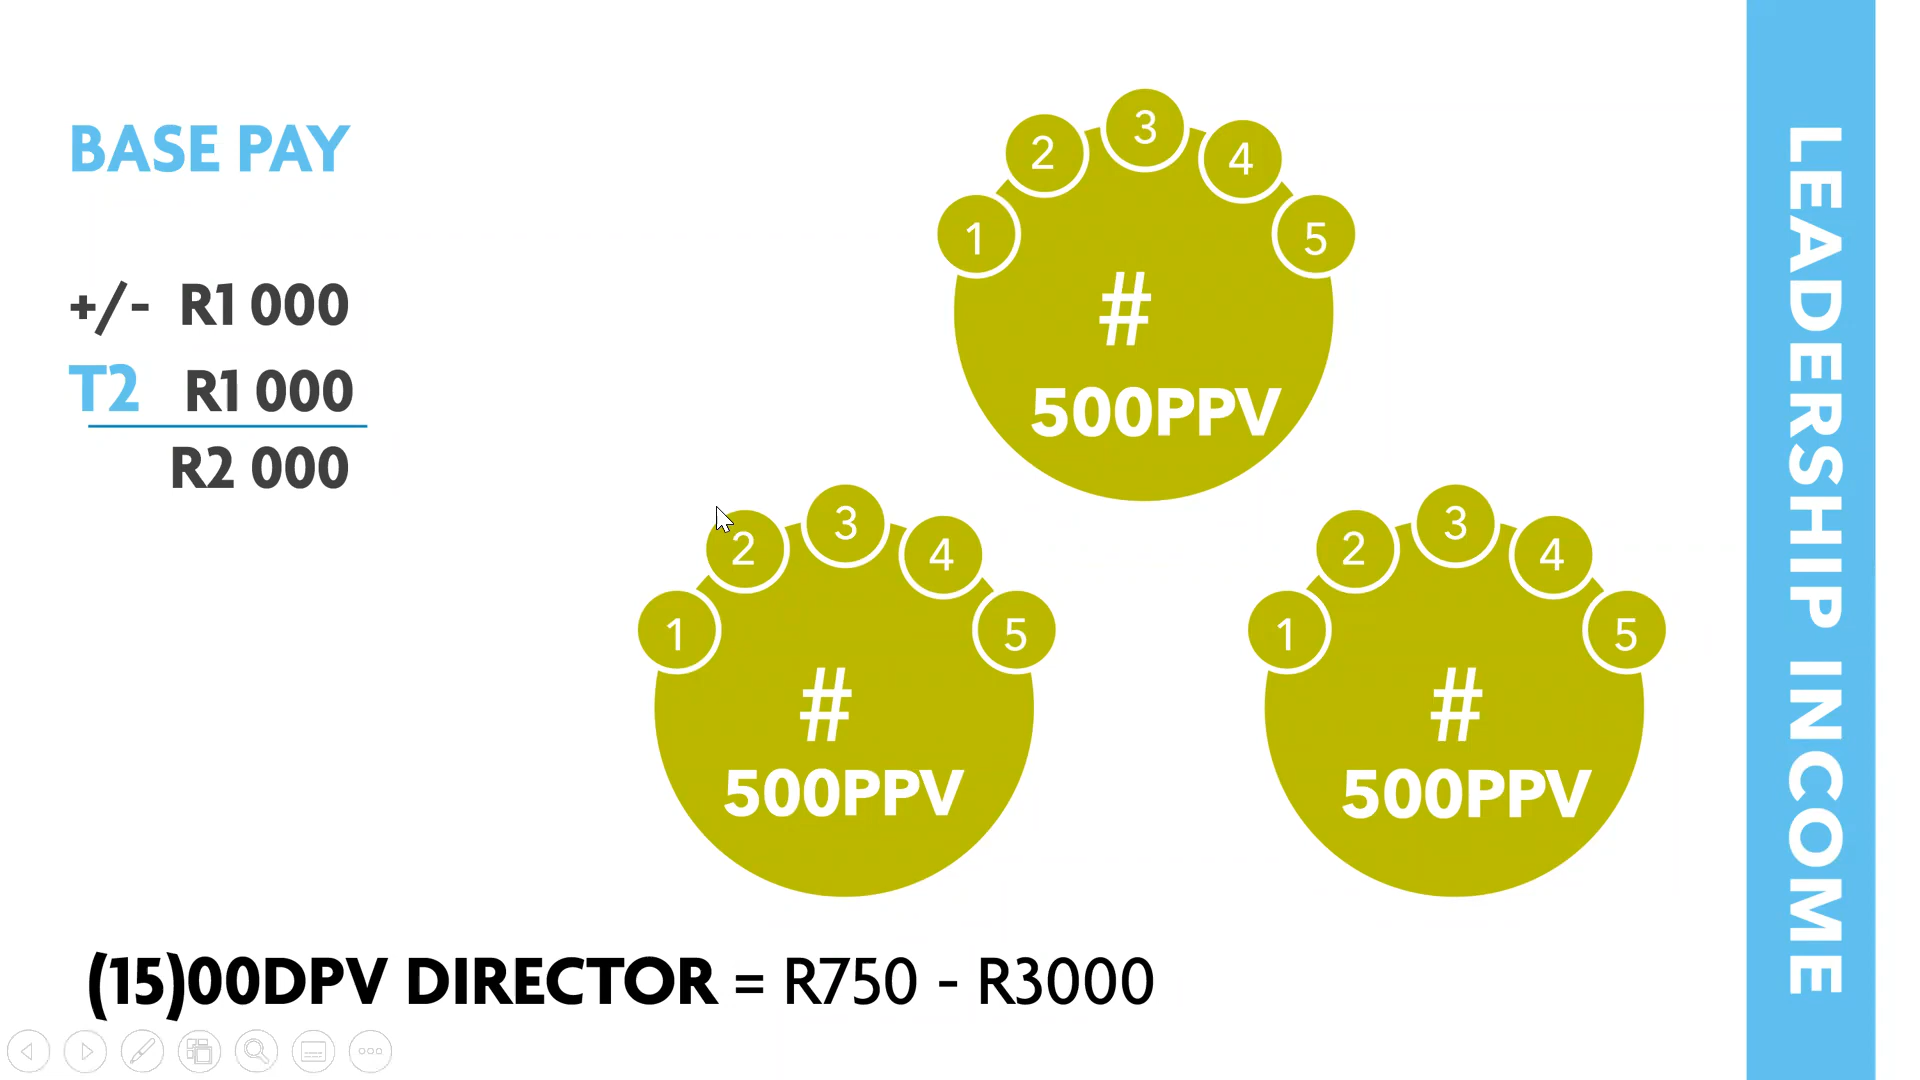 BASE PAY
+/- R1 000
T2 R1 000
R2 000
1 2 3 4 5
#
500PPV
1 2 3 4 5
#
500PPV
1 2 3 4 5
#
500PPV
(15)00DPV DIRECTOR = R750 - R3000
LEADERSHIP INCOME